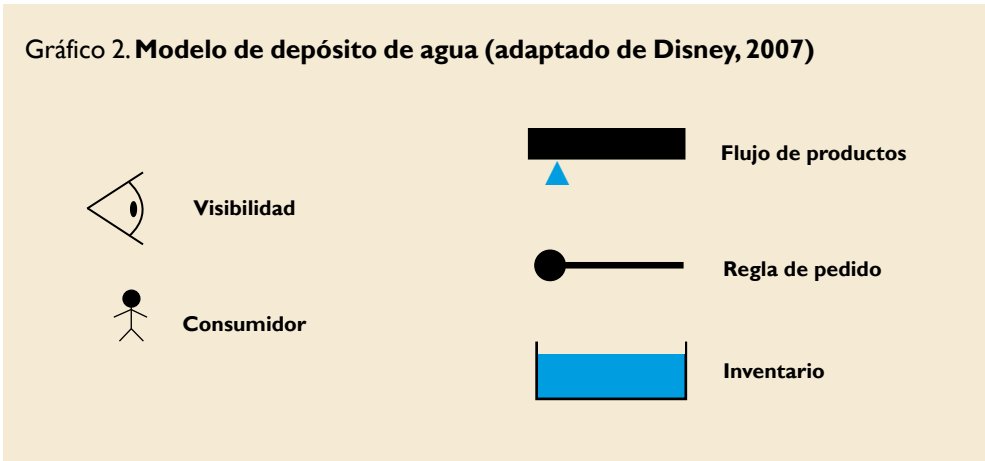 Gráfico 2. Modelo de depósito de agua (adaptado de Disney, 2007)
Visibilidad
Consumidor
Flujo de productos
Regla de pedido
Inventario